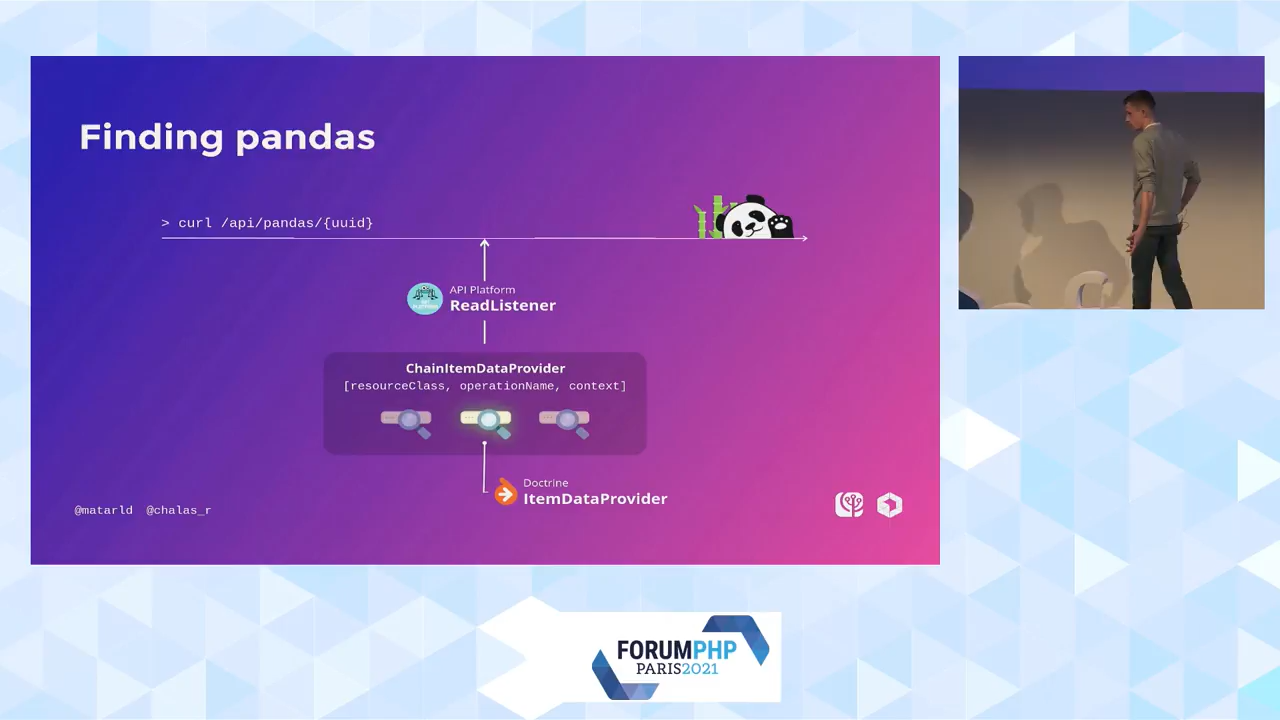 Finding pandas
> curl /api/pandas/{uuid}
API Platform
ReadListener
ChainItemDataProvider
[resourceClass, operationName, context]
Doctrine
ItemDataProvider
@matarld @chalas_r
FORUMPHP
PARIS2021